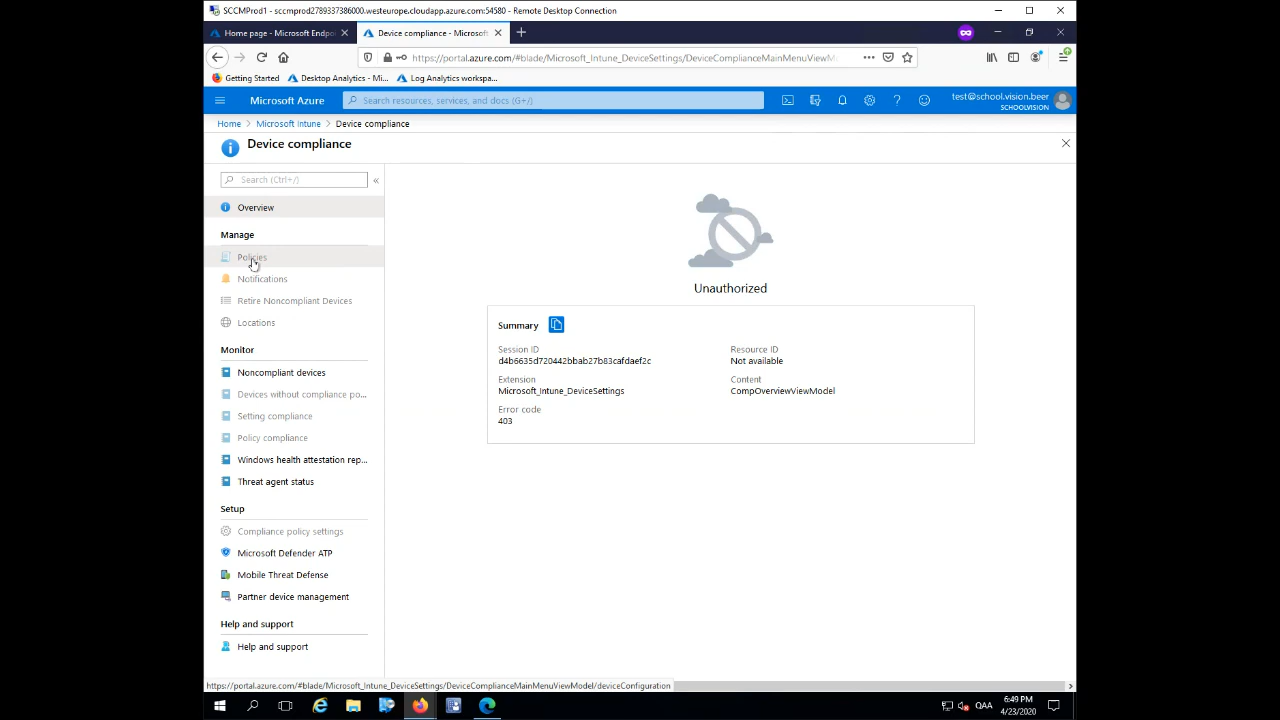 SCCMProd1 - sccmprod2789337386000.westeurope.cloudapp.azure.com:54580 - Remote Desktop Connection
Home page - Microsoft Endpoi
Device compliance - Microsoft
https://portal.azure.com/#blade/Microsoft_Intune_DeviceSettings/DeviceComplianceMainMenuViewM
Getting Started
Desktop Analytics - Mi...
Log Analytics workspa...
Microsoft Azure
Search resources, services, and docs (G+/)
test@school.vision.beer
SCHOOLVISION
Home > Microsoft Intune > Device compliance
Device compliance
Search (Ctrl+/)
«
Overview
Manage
Policies
Notifications
Retire Noncompliant Devices
Locations
Monitor
Noncompliant devices
Devices without compliance po...
Setting compliance
Policy compliance
Windows health attestation rep...
Threat agent status
Setup
Compliance policy settings
Microsoft Defender ATP
Mobile Threat Defense
Partner device management
Help and support
Help and support
Unauthorized
Summary
Session ID
d4b6635d720442bbab27b83cafdaef2c
Resource ID
Not available
Extension
Microsoft_Intune_DeviceSettings
Content
CompOverviewViewModel
Error code
403
https://portal.azure.com/#blade/Microsoft_Intune_DeviceSettings/DeviceComplianceMainMenuViewModel/deviceConfiguration
QAA
6:49 PM
4/23/2020